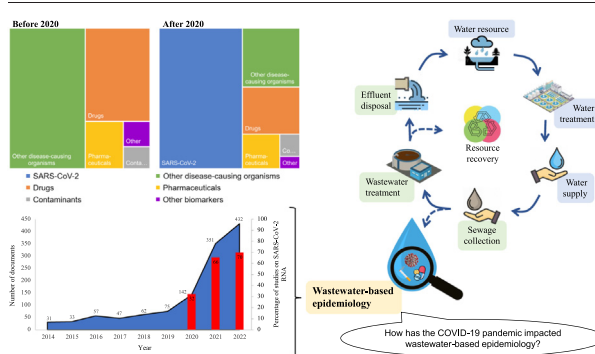 Before 2020
After 2020
Other disease-causing
organisms
Drugs
Pharma-
ceuticals
Other
Conta...
SARS-CoV-2
Other disease-
causing organisms
Drugs
Pharma-
ceuticals
Co...
Other
SARS-CoV-2
Other disease-causing organisms
Drugs
Pharmaceuticals
Contaminants
Other biomarkers
Number of documents
450
400
350
300
250
200
150
100
50
0
31
33
57
47
62
75
142
351
432
2014
2015
2016
2017
2018
2019
2020
2021
2022
Year
100
90
80
70
60
50
40
30
20
10
0
Percentage of studies on SARS-CoV-2
RNA
Water resource
Water
treatment
Water
supply
Sewage
collection
Wastewater
treatment
Effluent
disposal
Resource
recovery
Wastewater-based
epidemiology
How has the COVID-19 pandemic impacted
wastewater-based epidemiology?